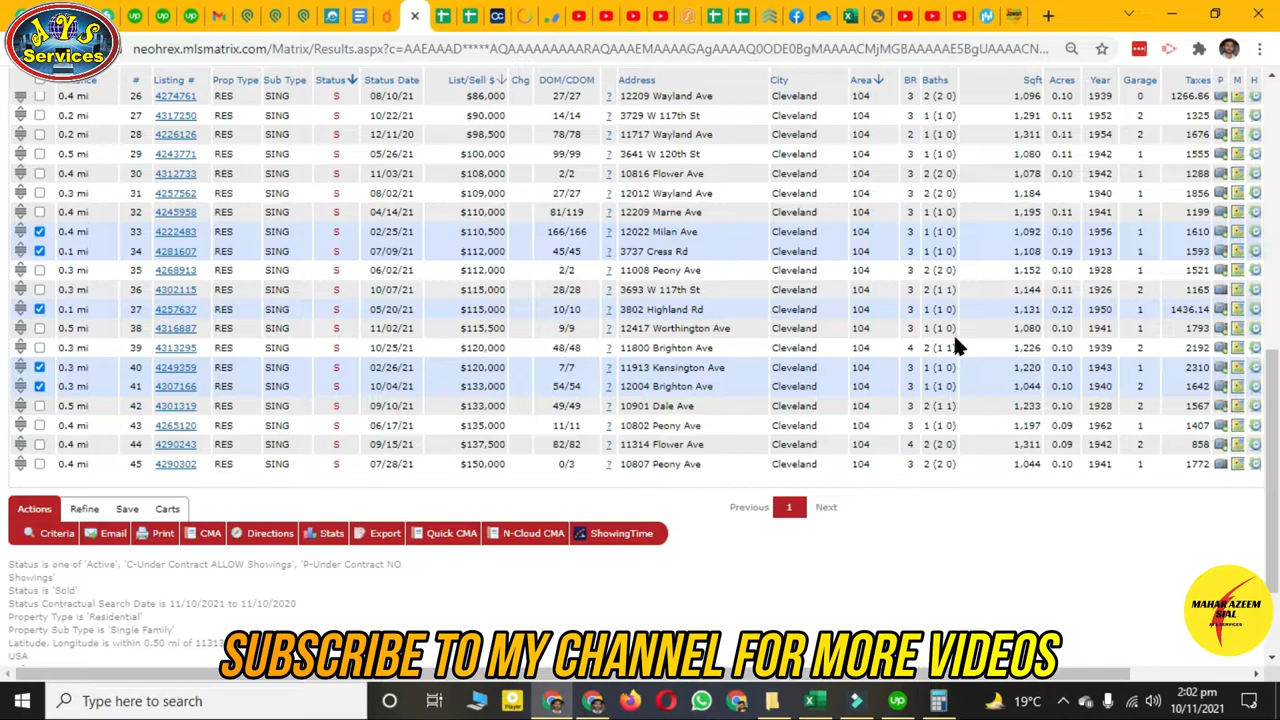 AYS
Services
neohrex.mlsmatrix.com/Matrix/Results.aspx?c=AAEAAAD*****AQAAAAAAAAARAQAAAEMAAAAGAgAAAAQ0ODE0BgMAAAACMjMGBAAAAAE5BgUAAAACN...
# Listing # Prop Type Sub Type Status Status Date List/Sell $ Chg DOM/CDOM Address City Area BR Baths Sqft Acres Year Garage Taxes P M H
0.4 mi 26 4274761 RES SING S 08/10/21 $86,000 27/27 ? 12209 Wayland Ave Cleveland 104 3 2 (2 0) 1,096 0.10 1939 0 1266.86
0.2 mi 27 4317250 RES SING S 10/22/21 $90,000 14/14 ? 3729 W 117th St Cleveland 104 3 1 (1 0) 1,291 0.11 1952 2 1325
0.2 mi 28 4226126 RES SING S 12/11/20 $98,500 78/78 ? 11717 Wayland Ave Cleveland 104 2 1 (1 0) 1,311 0.11 1954 2 1676
0.5 mi 29 4243771 RES SING S 05/26/21 $100,000 99/99 ? 3641 W 120th St Cleveland 104 3 1 (1 0) 1,080 0.11 1942 1 1555
0.4 mi 30 4312733 RES SING S 11/03/21 $108,000 2/2 ? 10816 Flower Ave Cleveland 104 3 2 (2 0) 1,078 0.10 1942 1 1288
0.3 mi 31 4257562 RES SING S 08/02/21 $109,000 27/27 ? 12012 Wayland Ave Cleveland 104 3 2 (2 0) 1,184 1940 1 1856
0.4 mi 32 4245958 RES SING S 04/14/21 $110,000 81/119 ? 12209 Marne Ave Cleveland 104 3 1 (1 0) 1,195 0.11 1941 1 1199
0.4 mi 33 4222483 RES SING S 02/25/21 $110,500 166/166 ? 12022 Milan Ave Cleveland 104 3 1 (1 0) 1,092 0.10 1956 1 1610
0.1 mi 34 4281607 RES SING S 07/09/21 $112,000 45/45 ? 3737 Cress Rd Cleveland 104 3 1 (1 0) 1,108 0.19 1913 1 1593
0.3 mi 35 4268913 RES SING S 06/02/21 $112,000 2/2 ? 11008 Peony Ave Cleveland 104 3 2 (2 0) 1,152 0.10 1928 1 1521
0.3 mi 36 4302115 RES SING S 10/07/21 $115,000 28/28 ? 3693 W 117th St Cleveland 104 3 2 (1 1) 1,144 0.11 1926 2 1165
0.1 mi 37 4257637 RES SING S 05/20/21 $115,000 10/10 ? 3802 Highland Rd Cleveland 104 3 1 (1 0) 1,131 0.12 1950 1 1436.14
0.5 mi 38 4316887 RES SING S 11/02/21 $115,500 9/9 ? 12417 Worthington Ave Cleveland 104 3 1 (1 0) 1,080 0.10 1941 1 1793
0.3 mi 39 4313295 RES SING S 10/25/21 $120,000 48/48 ? 11800 Brighton Ave Cleveland 104 4 2 (1 1) 1,226 0.10 1939 2 2192
0.3 mi 40 4249359 RES SING S 02/26/21 $120,000 7/7 ? 11913 Kensington Ave Cleveland 104 3 1 (1 0) 1,220 0.10 1943 1 2310
0.3 mi 41 4307166 RES SING S 10/04/21 $133,000 54/54 ? 12004 Brighton Ave Cleveland 104 3 1 (1 0) 1,044 0.10 1940 2 1642
0.5 mi 42 4301319 RES SING S 09/10/21 $133,000 49/49 ? 10901 Dale Ave Cleveland 104 3 2 (1 1) 1,233 0.10 1928 1 1567
0.4 mi 43 4265120 RES SING S 06/17/21 $135,000 11/11 ? 10802 Peony Ave Cleveland 104 3 1 (1 0) 1,197 0.09 1962 1 1407
0.4 mi 44 4290243 RES SING S 09/15/21 $137,500 82/82 ? 11314 Flower Ave Cleveland 104 4 2 (2 0) 1,311 0.09 1942 2 858
0.4 mi 45 4290302 RES SING S 07/28/21 $150,000 0/3 ? 10807 Peony Ave Cleveland 104 3 2 (2 0) 1,044 0.10 1941 1 1772
Actions Refine Save Carts Previous 1 Next
Criteria Email Print CMA Directions Stats Export Quick CMA N-Cloud CMA ShowingTime
Status is one of 'Active', 'C-Under Contract ALLOW Showings', 'P-Under Contract NO
Showings'
Status is 'Sold'
Status Contractual Search Date is 11/10/2021 to 11/10/2020
Property Type is 'Residential'
Property Sub Type is 'Single Family'
Latitude, Longitude is within 0.50 mi of
USA
MAHAR AZEEM
SIAL
AYS SERVICES
SUBSCRIBE TO MY CHANNEL FOR MORE VIDEOS
Type here to search
19°C
2:02 pm
10/11/2021